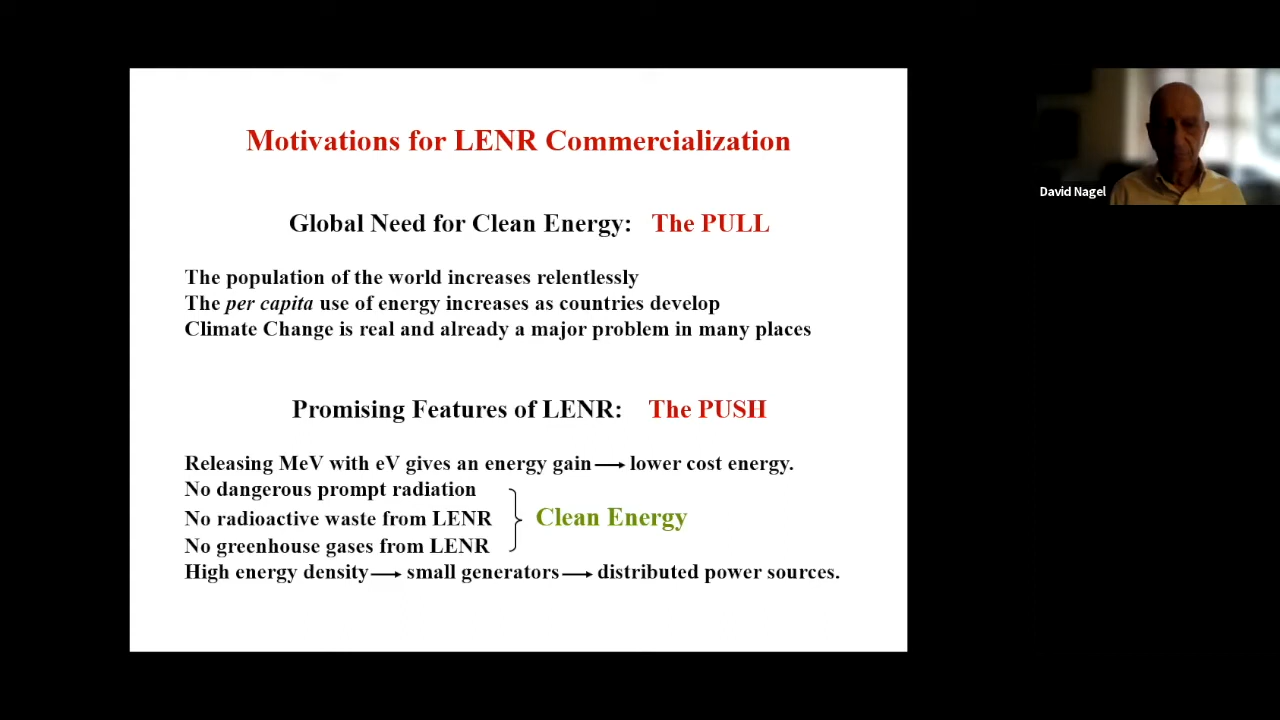 Motivations for LENR Commercialization
Global Need for Clean Energy: The PULL
The population of the world increases relentlessly
The per capita use of energy increases as countries develop
Climate Change is real and already a major problem in many places
Promising Features of LENR: The PUSH
Releasing MeV with eV gives an energy gain → lower cost energy.
No dangerous prompt radiation
No radioactive waste from LENR
Clean Energy
No greenhouse gases from LENR
High energy density → small generators → distributed power sources.
David Nagel